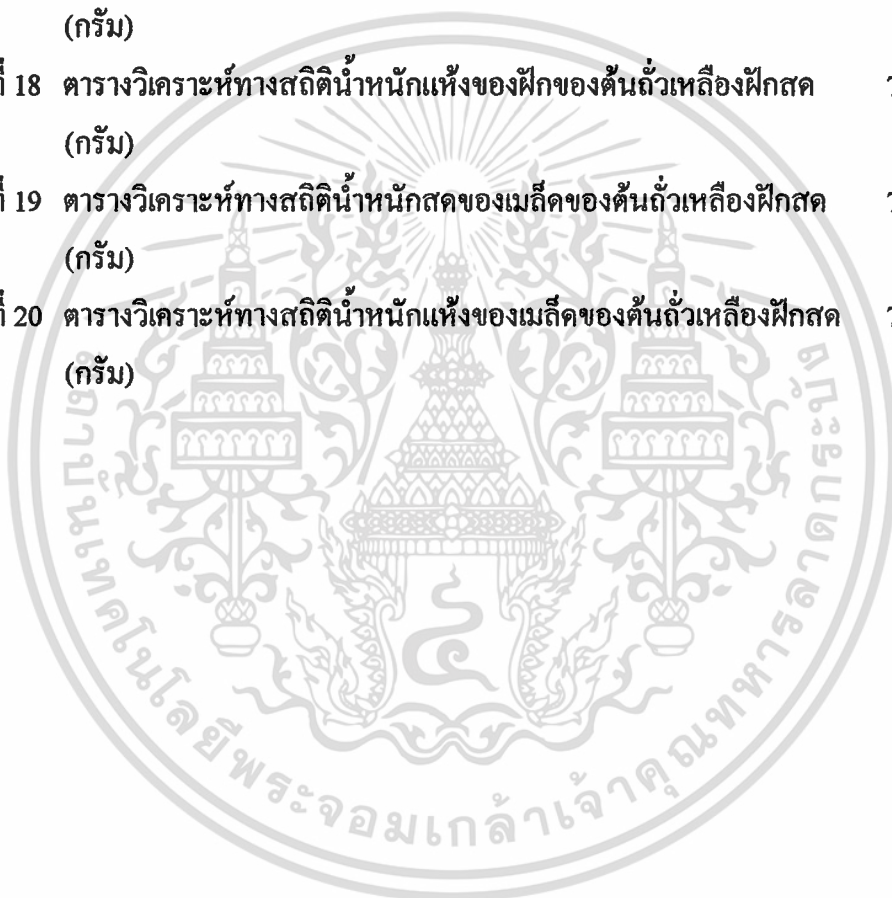 (กรัม)
ที่ 18 ตารางวิเคราะห์ทางสถิติน้ำหนักแห้งของฝักของต้นถั่วเหลืองฝักสด
(กรัม)
ที่ 19 ตารางวิเคราะห์ทางสถิติน้ำหนักสดของเมล็ดของต้นถั่วเหลืองฝักสด
(กรัม)
ที่ 20 ตารางวิเคราะห์ทางสถิติน้ำหนักแห้งของเมล็ดของต้นถั่วเหลืองฝักสด
(กรัม)
สถาบันเทคโนโลยีพระจอมเกล้าเจ้าคุณทหารลาดกระบัง